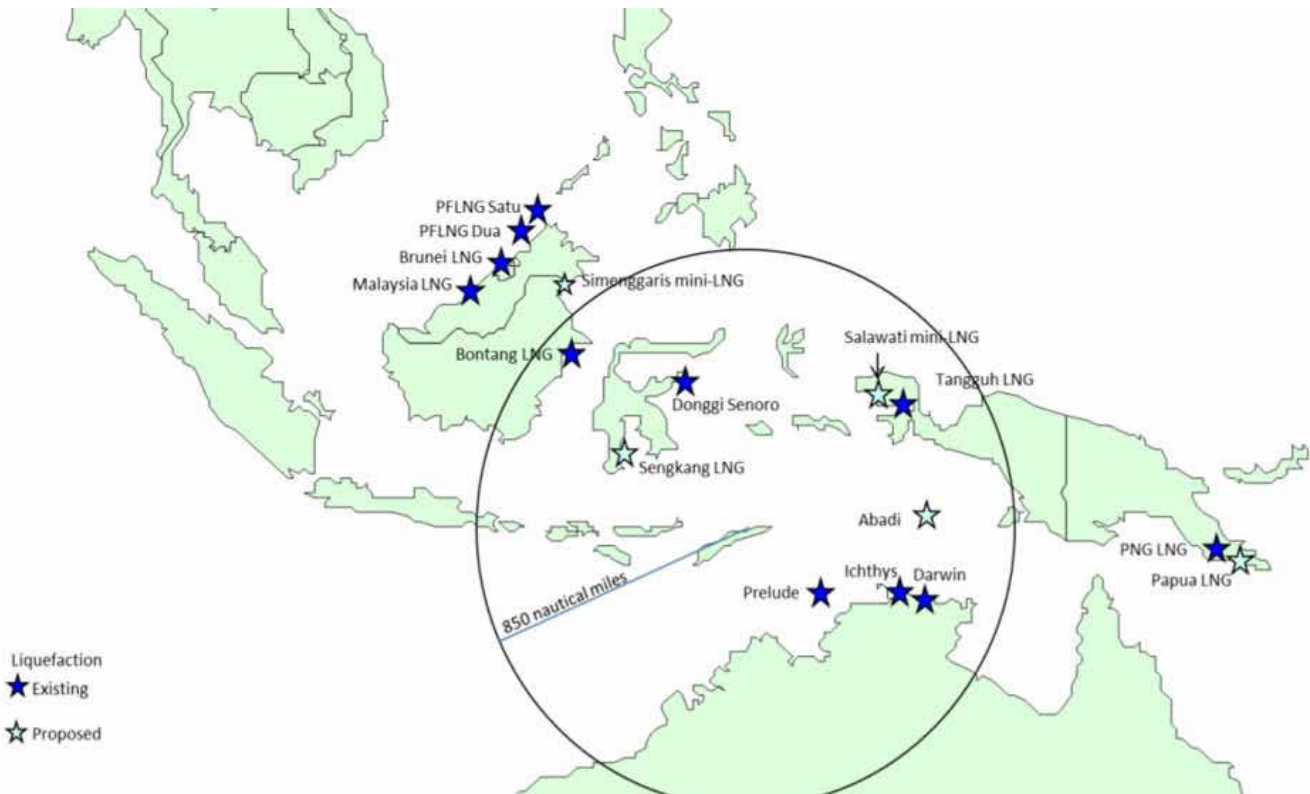 PFLNG Satu
PFLNG Dua
Brunei LNG
Malaysia LNG
Simenggaris mini-LNG
Salawati mini-LNG
Bontang LNG
Tangguh LNG
Donggi Senoro
Sengkang LNG
Abadi
PNG LNG
Papua LNG
Ichthys
Darwin
Prelude
850 nautical miles
Liquefaction
Existing
Proposed